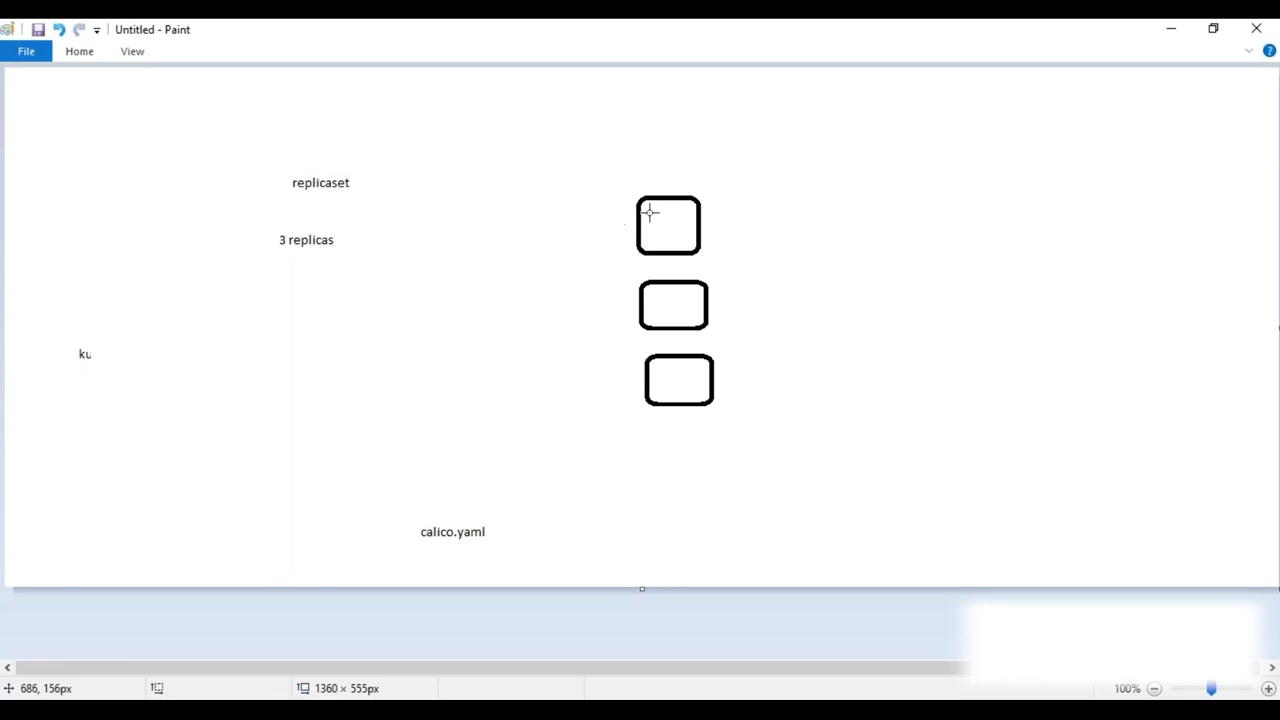 Untitled - Paint
File Home View
replicaset
3 replicas
ku
calico.yaml
686, 156px
1360 × 555px
100%